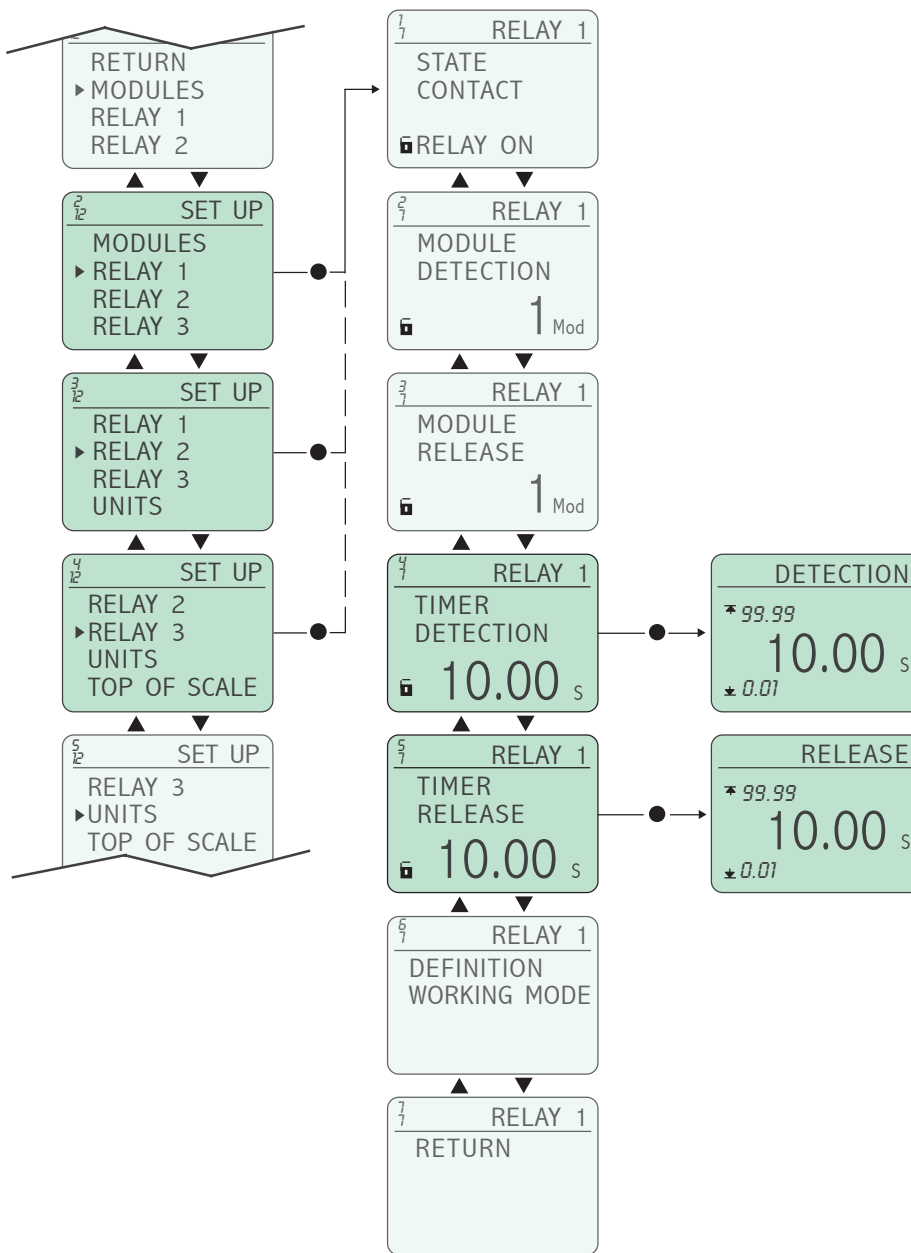 RETURN
MODULES
RELAY 1
RELAY 2
2/12 SET UP
MODULES
RELAY 1
RELAY 2
RELAY 3
3/12 SET UP
RELAY 1
RELAY 2
RELAY 3
UNITS
4/12 SET UP
RELAY 2
RELAY 3
UNITS
TOP OF SCALE
5/12 SET UP
RELAY 3
UNITS
TOP OF SCALE
1/7 RELAY 1
STATE
CONTACT
RELAY ON
2/7 RELAY 1
MODULE
DETECTION
1 Mod
3/7 RELAY 1
MODULE
RELEASE
1 Mod
4/7 RELAY 1
TIMER
DETECTION
10.00 s
5/7 RELAY 1
TIMER
RELEASE
10.00 s
6/7 RELAY 1
DEFINITION
WORKING MODE
7/7 RELAY 1
RETURN
DETECTION
99.99
10.00 s
0.01
RELEASE
99.99
10.00 s
0.01